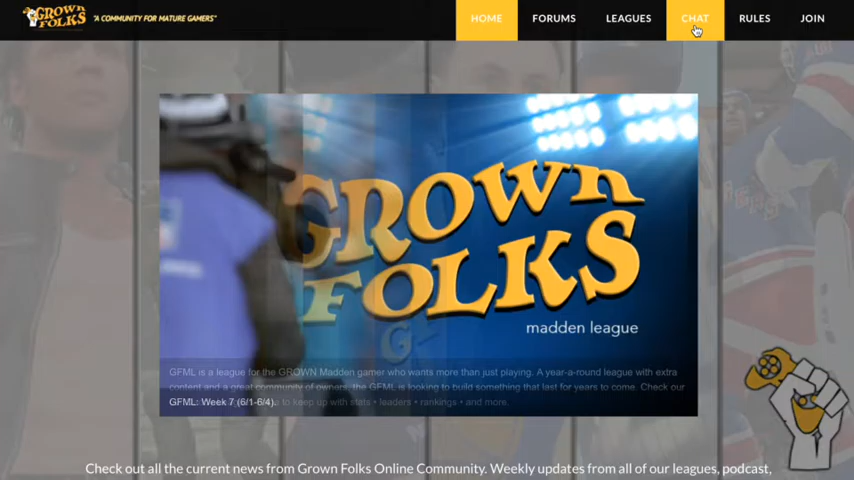 GROWN
FOLKS
"A COMMUNITY FOR MATURE GAMERS"
HOME
FORUMS
LEAGUES
CHAT
RULES
JOIN
GROWN
FOLKS
madden league
GFML is a league for the GROWN Madden gamer who wants more than just playing. A year-a-round league with extra
content and a great community of owners, the GFML is looking to build something that last for years to come. Check our
GFML: Week 7 (6/1-6/4).
to keep up with stats • leaders • rankings • and more.
Check out all the current news from Grown Folks Online Community. Weekly updates from all of our leagues, podcast,